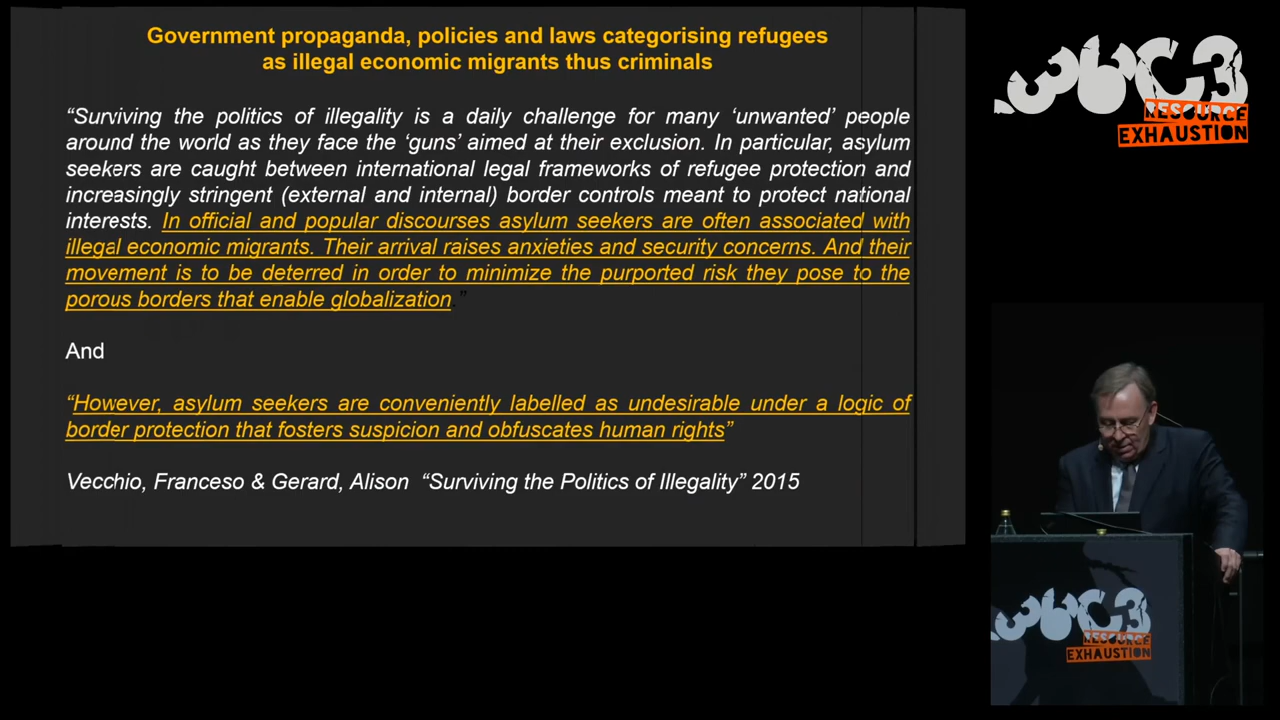 Government propaganda, policies and laws categorising refugees
as illegal economic migrants thus criminals
“Surviving the politics of illegality is a daily challenge for many ‘unwanted’ people
around the world as they face the ‘guns’ aimed at their exclusion. In particular, asylum
seekers are caught between international legal frameworks of refugee protection and
increasingly stringent (external and internal) border controls meant to protect national
interests. In official and popular discourses asylum seekers are often associated with
illegal economic migrants. Their arrival raises anxieties and security concerns. And their
movement is to be deterred in order to minimize the purported risk they pose to the
porous borders that enable globalization.”
And
“However, asylum seekers are conveniently labelled as undesirable under a logic of
border protection that fosters suspicion and obfuscates human rights”
Vecchio, Franceso & Gerard, Alison “Surviving the Politics of Illegality” 2015
36C3
RESOURCE
EXHAUSTION
36C3
RESOURCE
EXHAUSTION